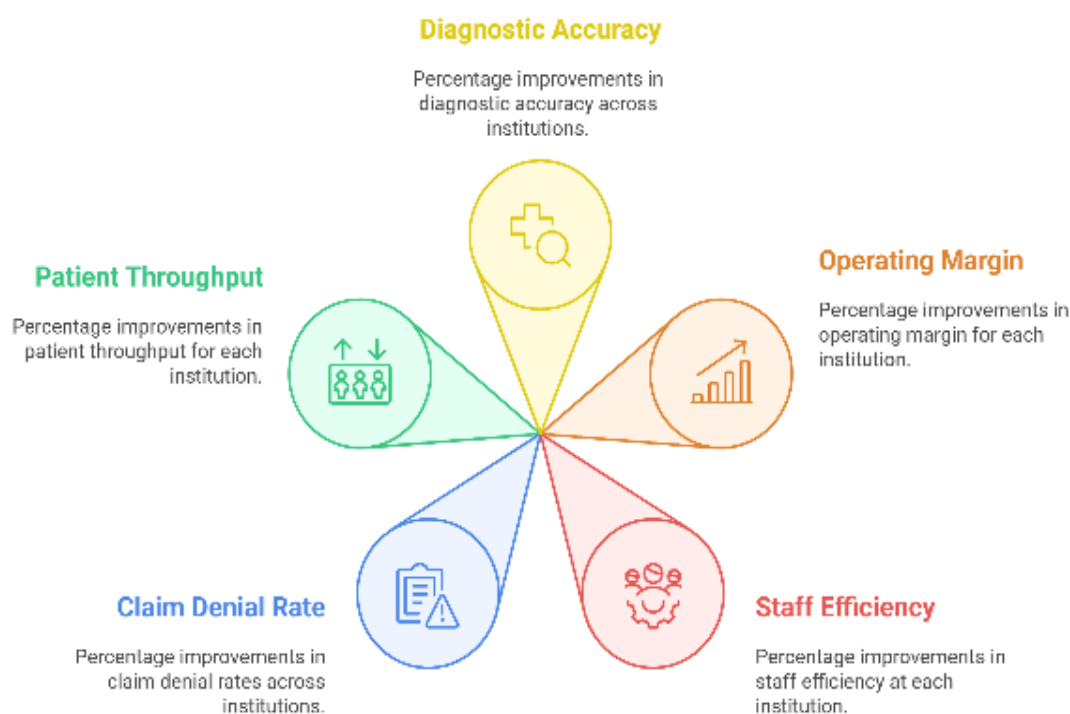 Diagnostic Accuracy
Percentage improvements in
diagnostic accuracy across
institutions.
Patient Throughput
Percentage improvements in
patient throughput for each
institution.
Operating Margin
Percentage improvements in
operating margin for each
institution.
Claim Denial Rate
Percentage improvements in
claim denial rates across
institutions.
Staff Efficiency
Percentage improvements in
staff efficiency at each
institution.